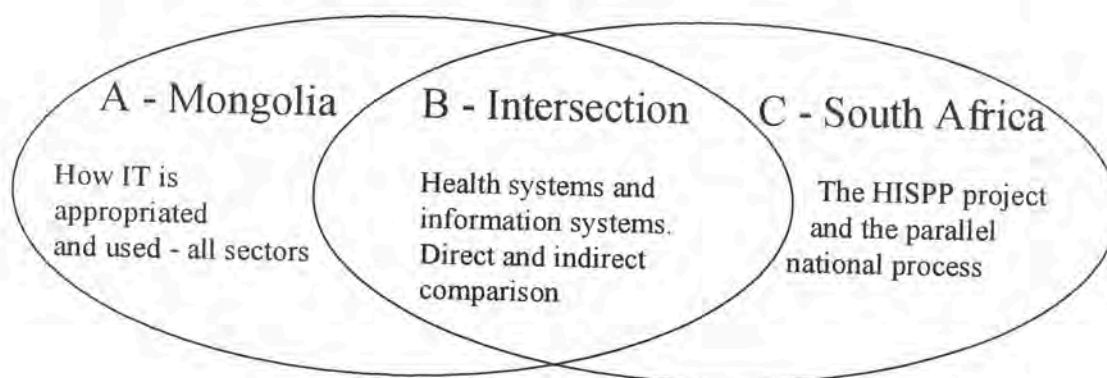 A - Mongolia
How IT is
appropriated
and used - all sectors
B - Intersection
Health systems and
information systems.
Direct and indirect
comparison
C - South Africa
The HISPP project
and the parallel
national process